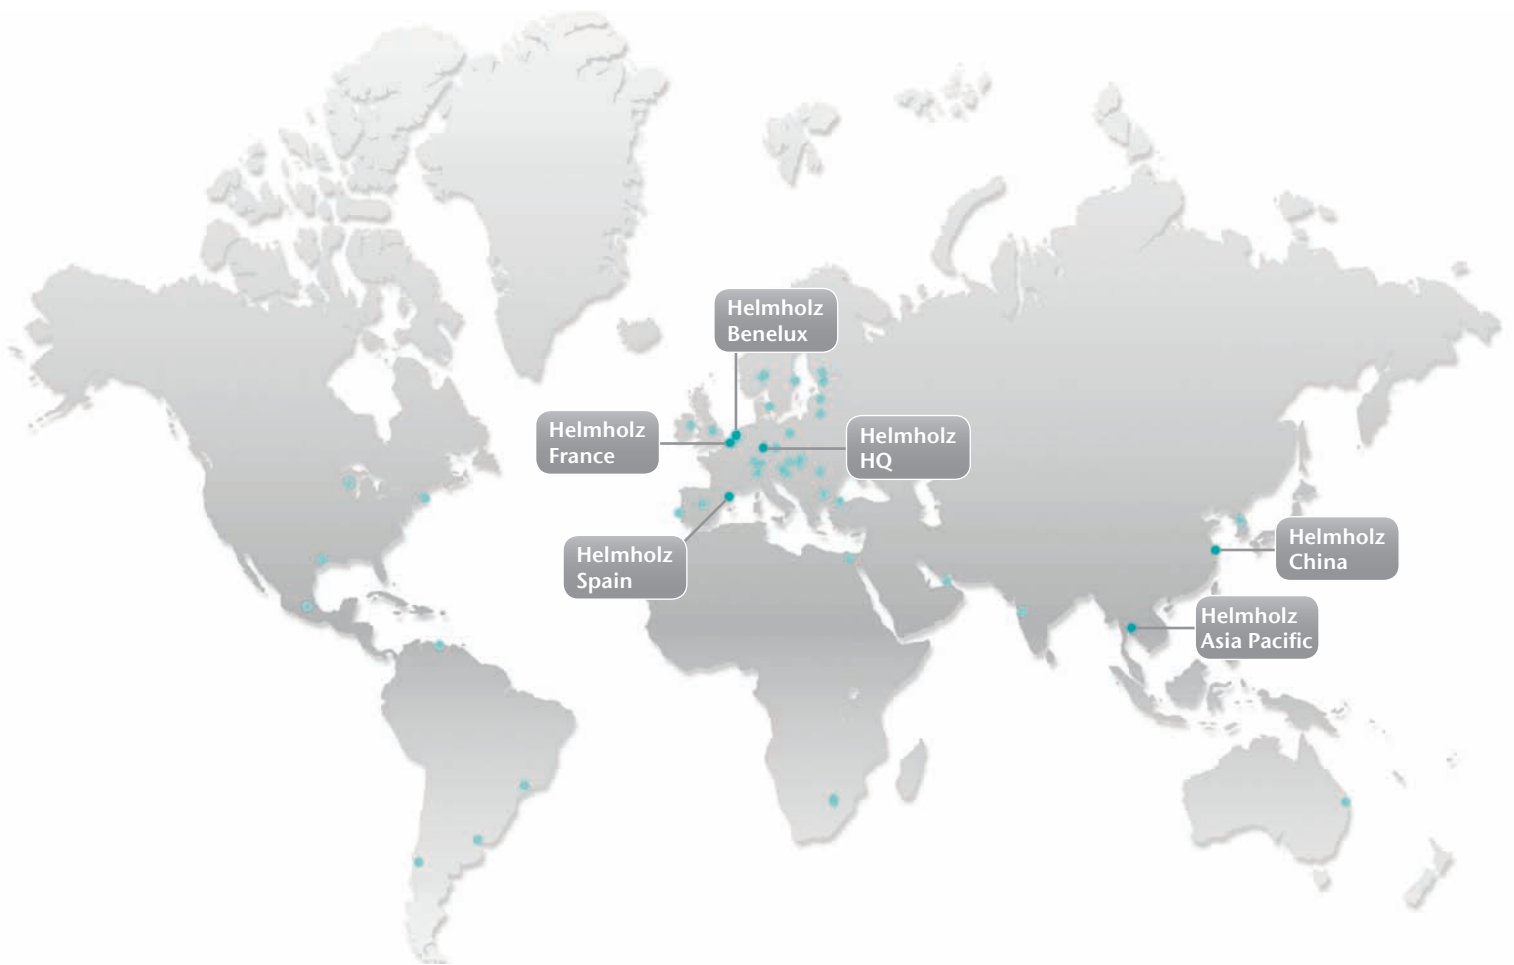 Helmholz
Benelux
Helmholz
France
Helmholz
HQ
Helmholz
Spain
Helmholz
China
Helmholz
Asia Pacific